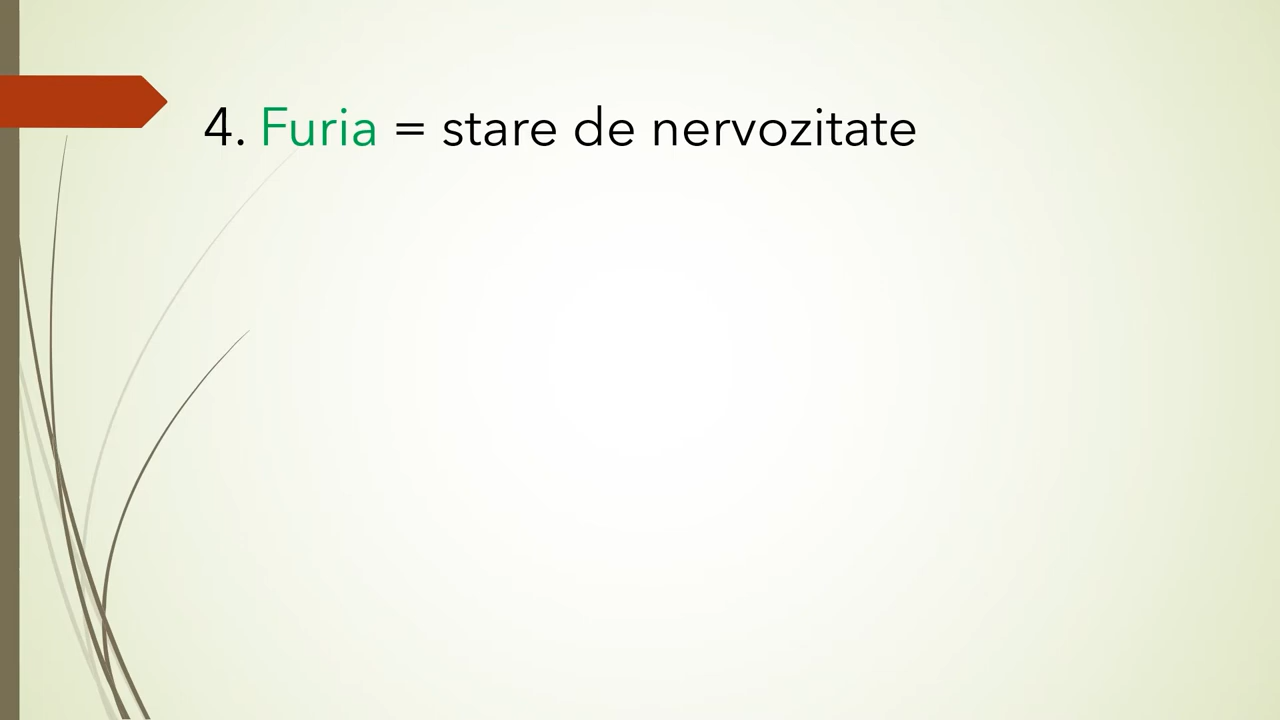 4. Furia = stare de nervozitate